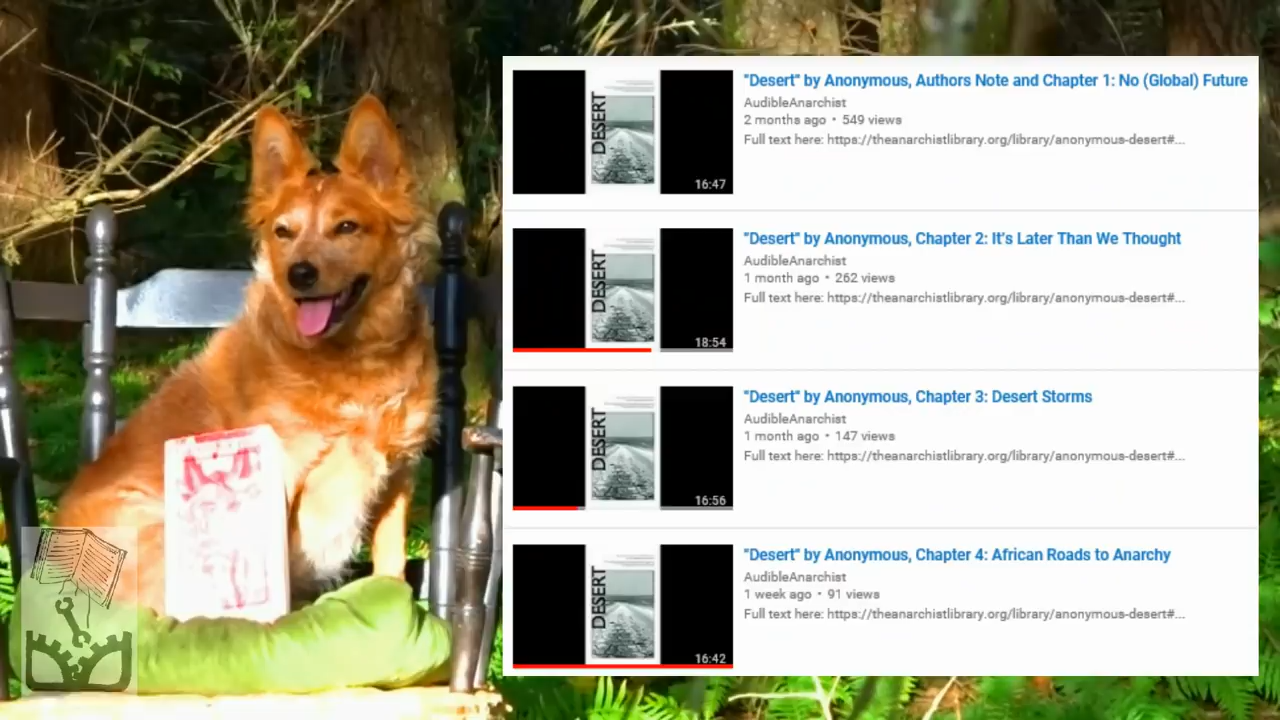 DESERT
16:47
"Desert" by Anonymous, Authors Note and Chapter 1: No (Global) Future
AudibleAnarchist
2 months ago • 549 views
Full text here: https://theanarchistlibrary.org/library/anonymous-desert#...
DESERT
18:54
"Desert" by Anonymous, Chapter 2: It's Later Than We Thought
AudibleAnarchist
1 month ago • 262 views
Full text here: https://theanarchistlibrary.org/library/anonymous-desert#...
DESERT
16:56
"Desert" by Anonymous, Chapter 3: Desert Storms
AudibleAnarchist
1 month ago • 147 views
Full text here: https://theanarchistlibrary.org/library/anonymous-desert#...
DESERT
16:42
"Desert" by Anonymous, Chapter 4: African Roads to Anarchy
AudibleAnarchist
1 week ago • 91 views
Full text here: https://theanarchistlibrary.org/library/anonymous-desert#...